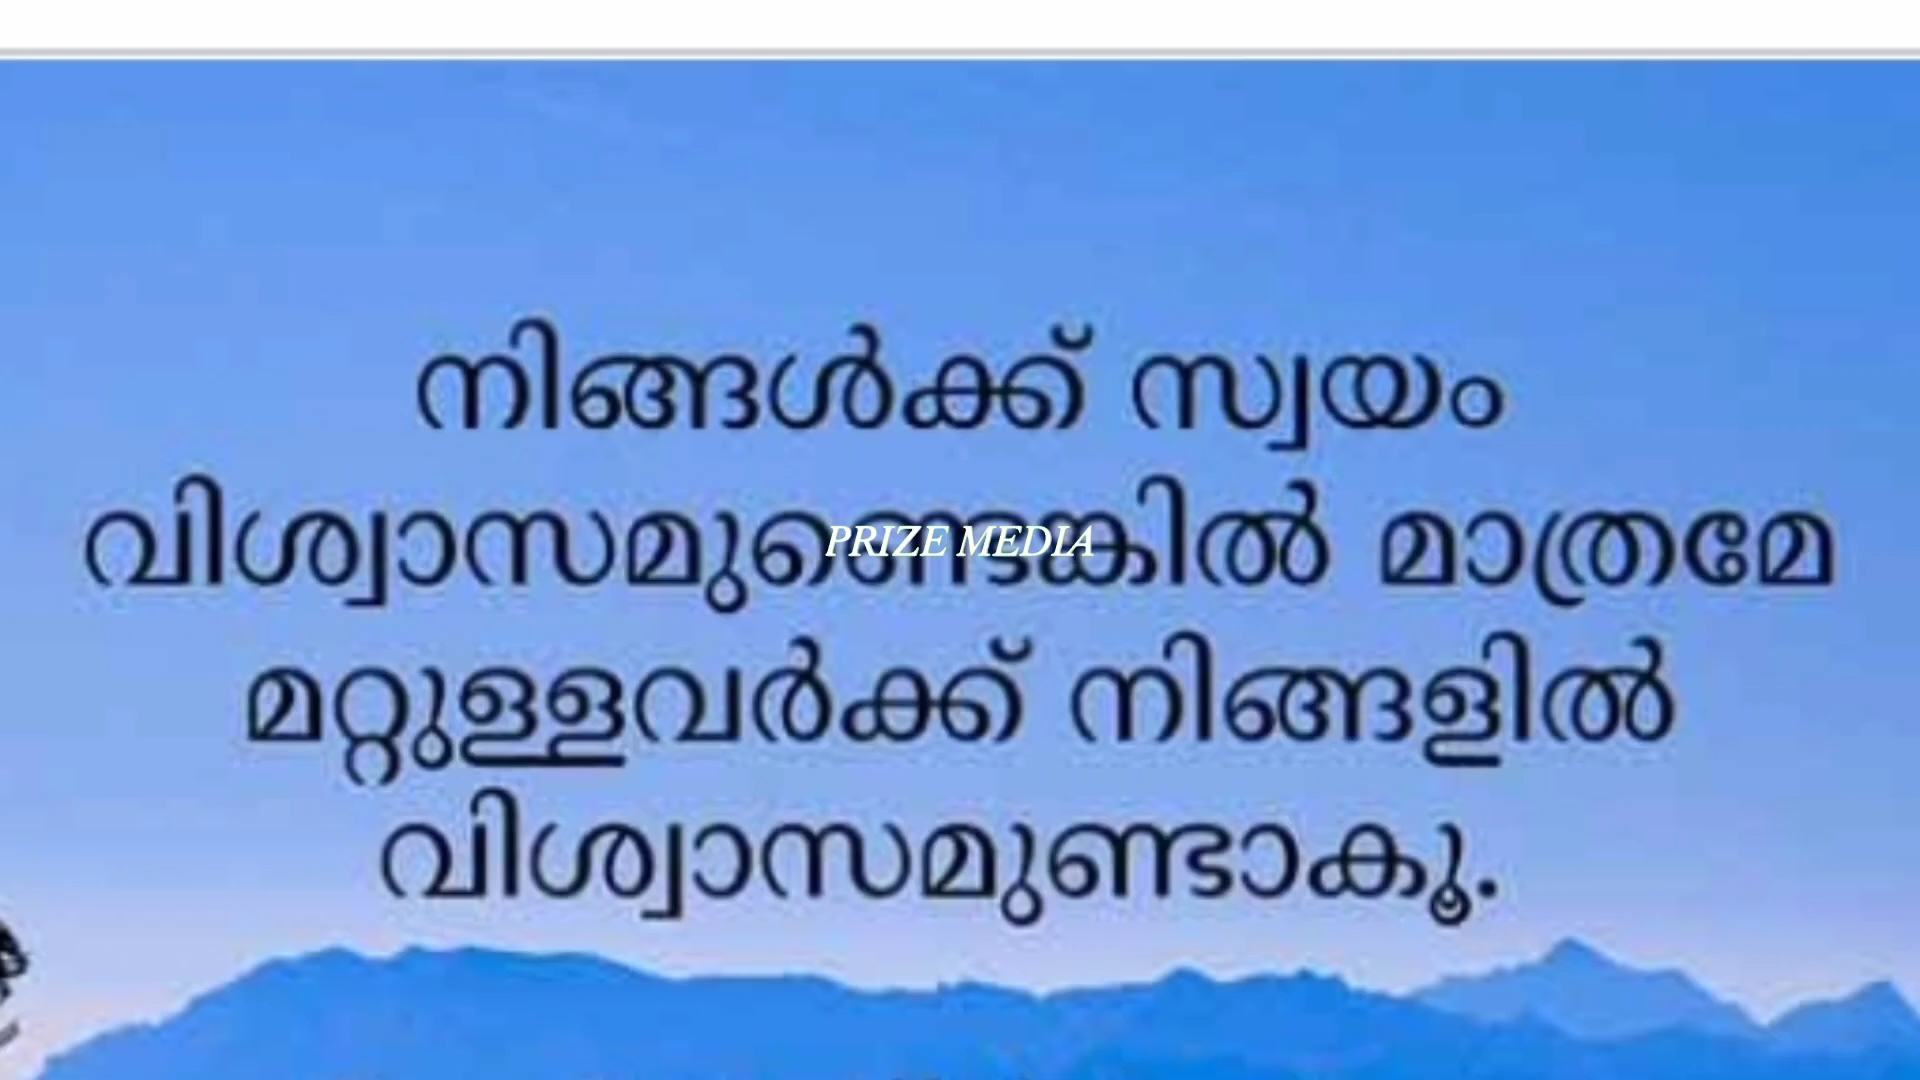 നിങ്ങൾക്ക് സ്വയം
വിശ്വാസമുണ്ടെങ്കിൽ മാത്രമേ
PRIZE MEDIA
മറ്റുള്ളവർക്ക് നിങ്ങളിൽ
വിശ്വാസമുണ്ടാകൂ.